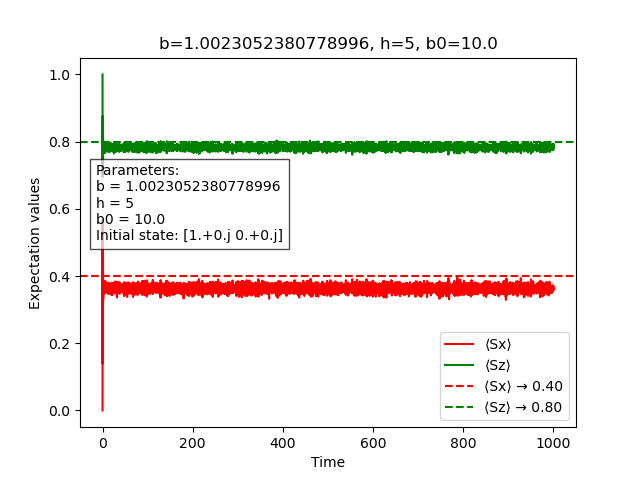 b=1.0023052380778996, h=5, b0=10.0
Expectation values
1.0
0.8
0.6
0.4
0.2
0.0
Parameters:
b = 1.0023052380778996
h = 5
b0 = 10.0
Initial state: [1.+0.j 0.+0.j]
⟨Sx⟩
⟨Sz⟩
⟨Sx⟩ → 0.40
⟨Sz⟩ → 0.80
0 200 400 600 800 1000
Time